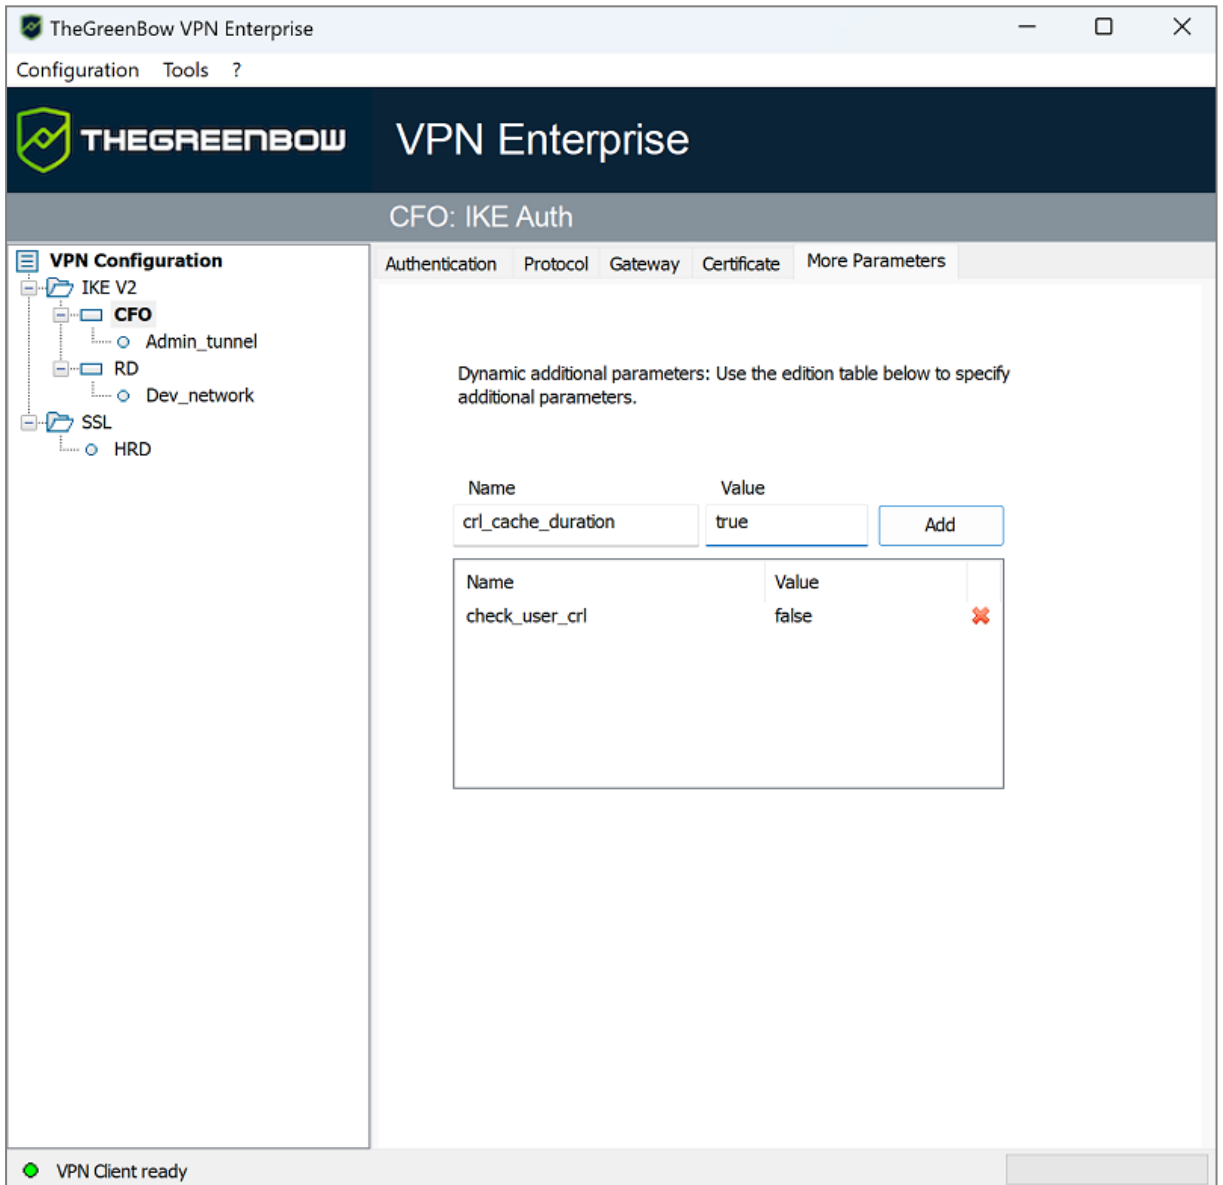 TheGreenBow VPN Enterprise
Configuration Tools ?
THEGREENBOW VPN Enterprise
CFO: IKE Auth
VPN Configuration
IKE V2
CFO
Admin_tunnel
RD
Dev_network
SSL
HRD
Authentication Protocol Gateway Certificate More Parameters
Dynamic additional parameters: Use the edition table below to specify
additional parameters.
Name Value
crl_cache_duration true Add
Name Value
check_user_crl false
VPN Client ready